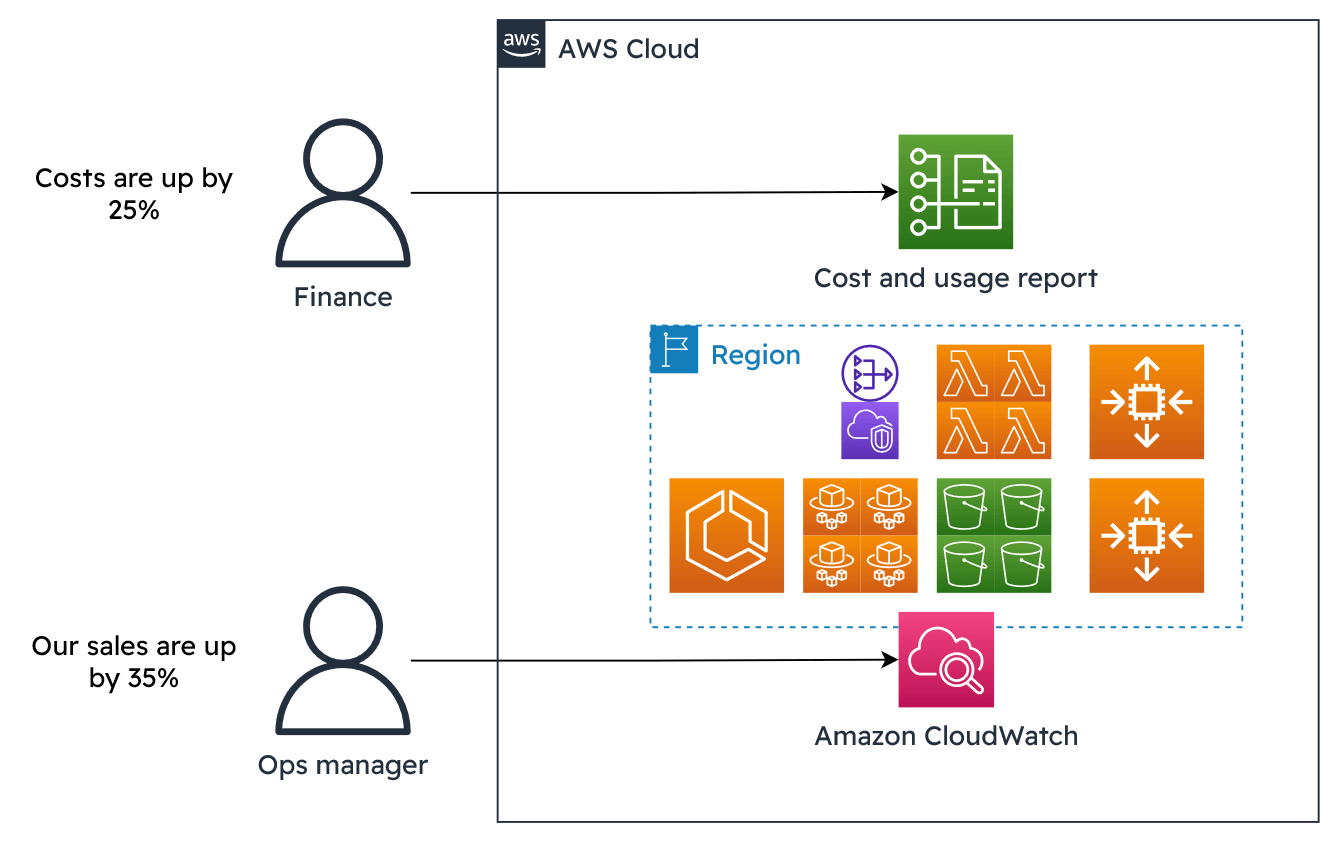 aws
AWS Cloud
Costs are up by
25%
Finance
Cost and usage report
Region
Our sales are up
by 35%
Ops manager
Amazon CloudWatch